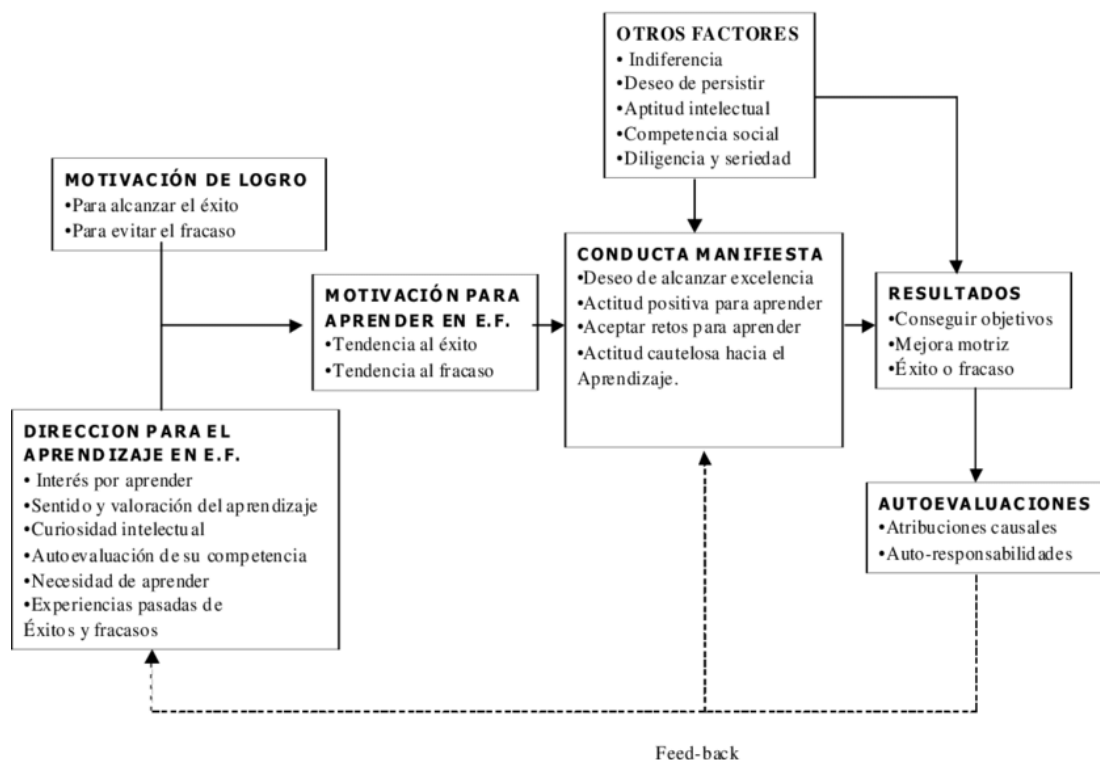 OTROS FACTORES
• Indiferencia
•Deseo de persistir
•Aptitud intelectual
•Competencia social
•Diligencia y seriedad
MOTIVACIÓN DE LOGRO
•Para alcanzar el éxito
•Para evitar el fracaso
MOTIVACIÓN PARA
APRENDER EN E.F.
•Tendencia al éxito
•Tendencia al fracaso
CONDUCTA MANIFIESTA
•Deseo de alcanzar excelencia
•Actitud positiva para aprender
•Aceptar retos para aprender
•Actitud cautelosa hacia el
Aprendizaje.
RESULTADOS
•Conseguir objetivos
•Mejora motriz
•Éxito o fracaso
DIRECCION PARA EL
APRENDIZAJE EN E.F.
• Interés por aprender
•Sentido y valoración del aprendizaje
•Curiosidad intelectual
•Autoevaluación de su competencia
•Necesidad de aprender
•Experiencias pasadas de
Éxitos y fracasos
AUTOEVALUACIONES
•Atribuciones causales
•Auto-responsabilidades
Feed-back